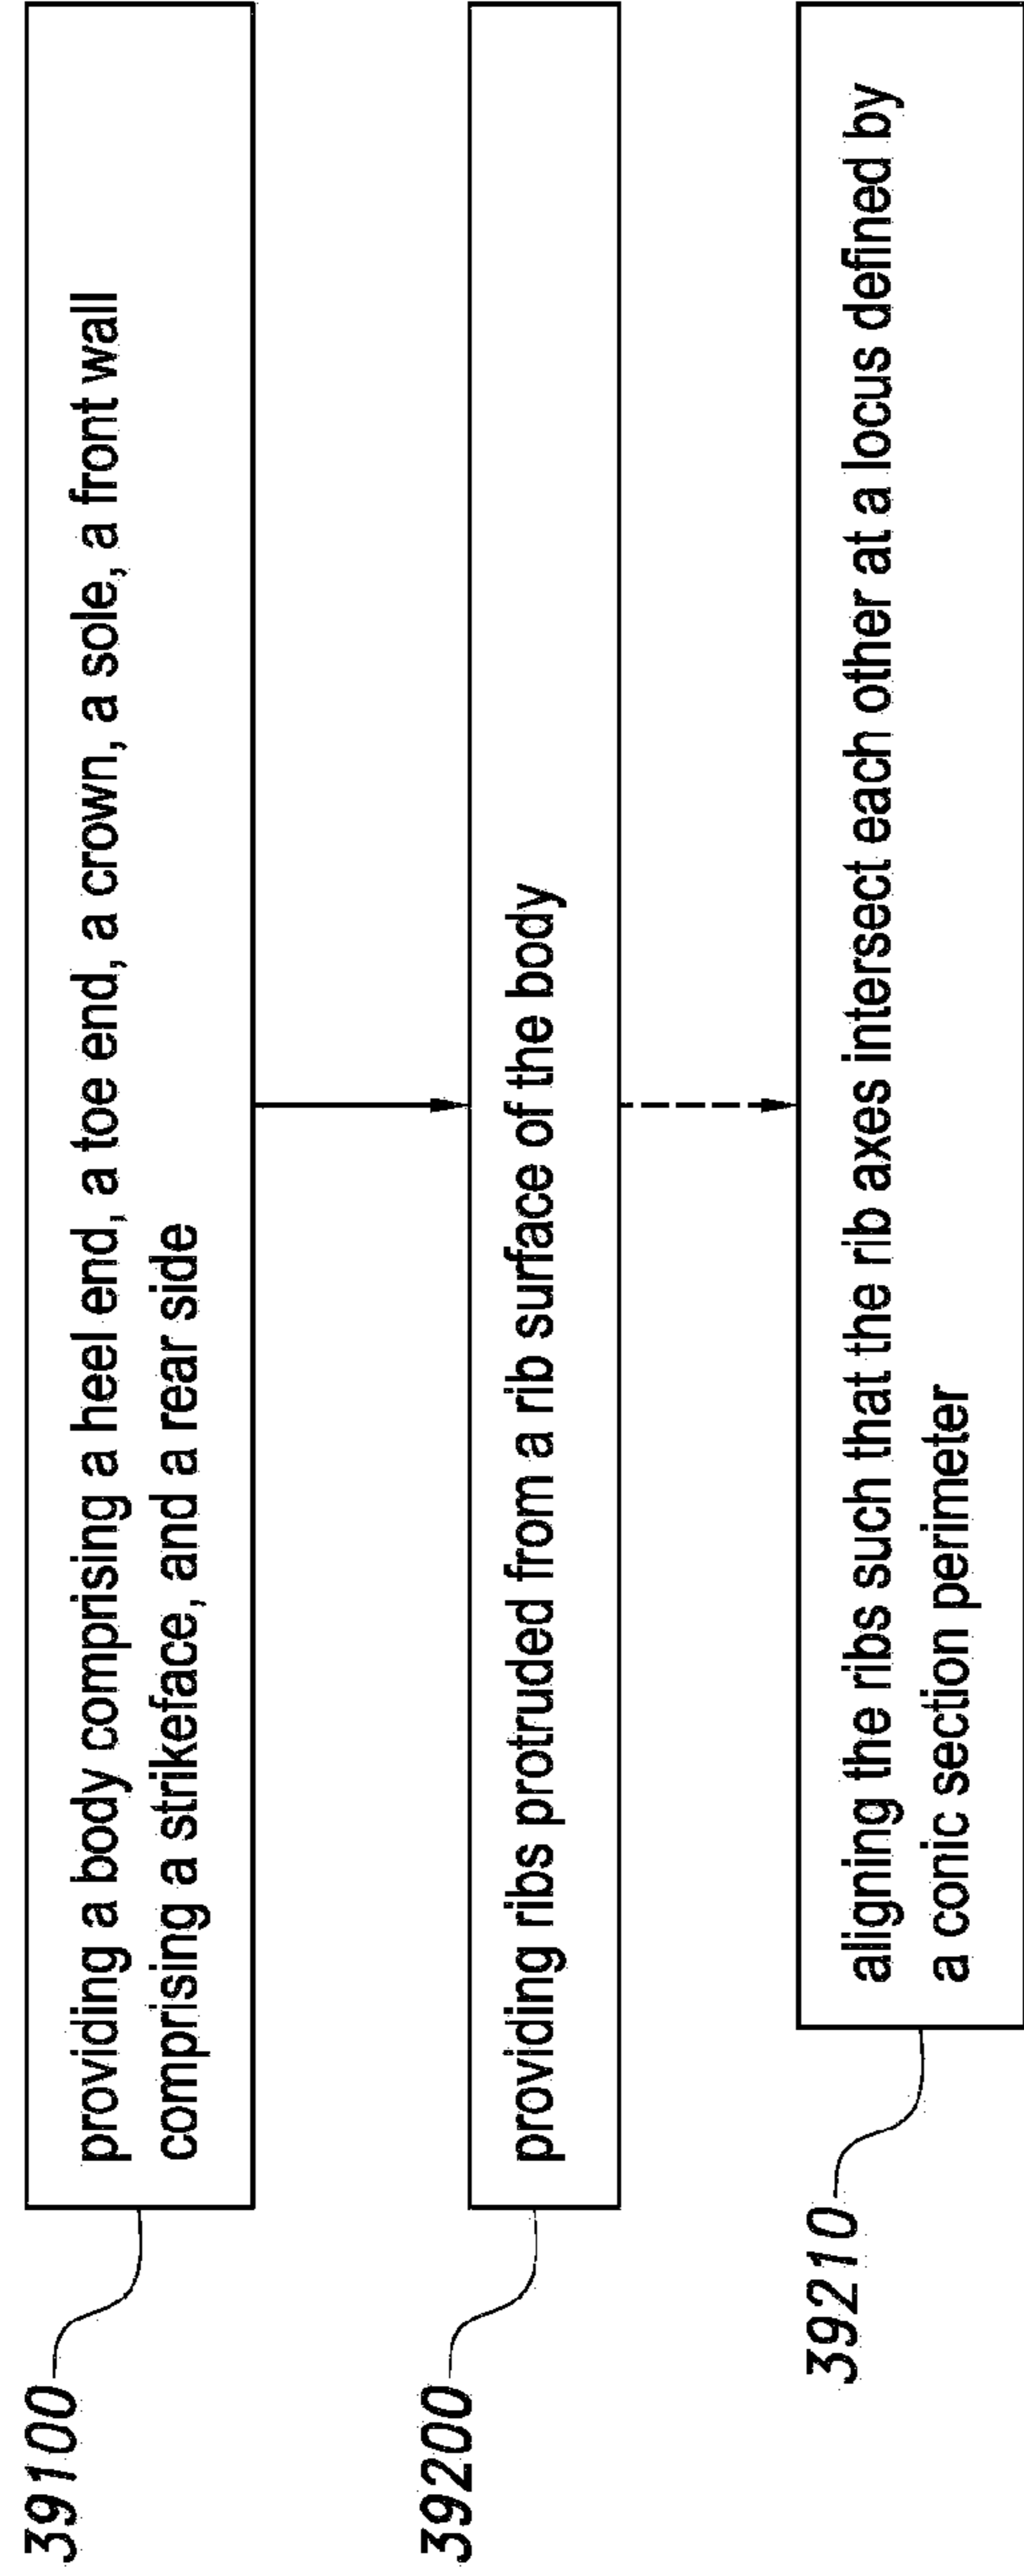 39100
providing a body comprising a heel end, a toe end, a crown, a sole, a front wall
comprising a strikeface, and a rear side
39200
providing ribs protruded from a rib surface of the body
39210
aligning the ribs such that the rib axes intersect each other at a locus defined by
a conic section perimeter